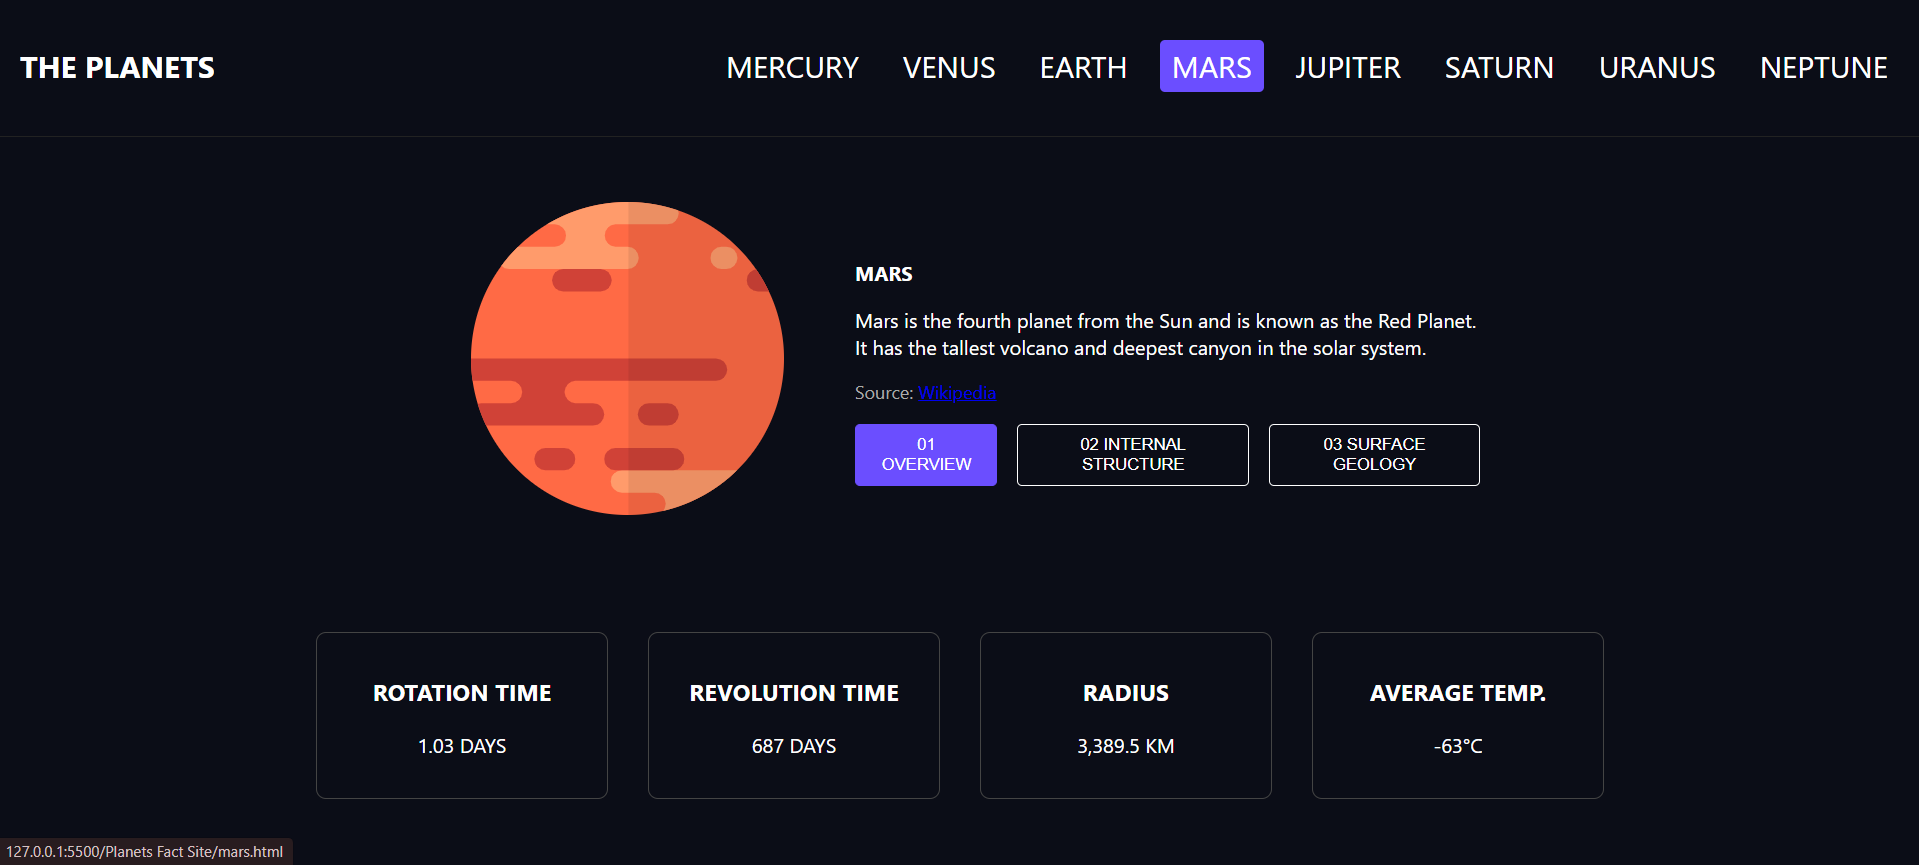 THE PLANETS
MERCURY VENUS EARTH MARS JUPITER SATURN URANUS NEPTUNE
MARS
Mars is the fourth planet from the Sun and is known as the Red Planet.
It has the tallest volcano and deepest canyon in the solar system.
Source: Wikipedia
01
OVERVIEW
02 INTERNAL
STRUCTURE
03 SURFACE
GEOLOGY
ROTATION TIME
1.03 DAYS
REVOLUTION TIME
687 DAYS
RADIUS
3,389.5 KM
AVERAGE TEMP.
-63°C
127.0.0.1:5500/Planets Fact Site/mars.html